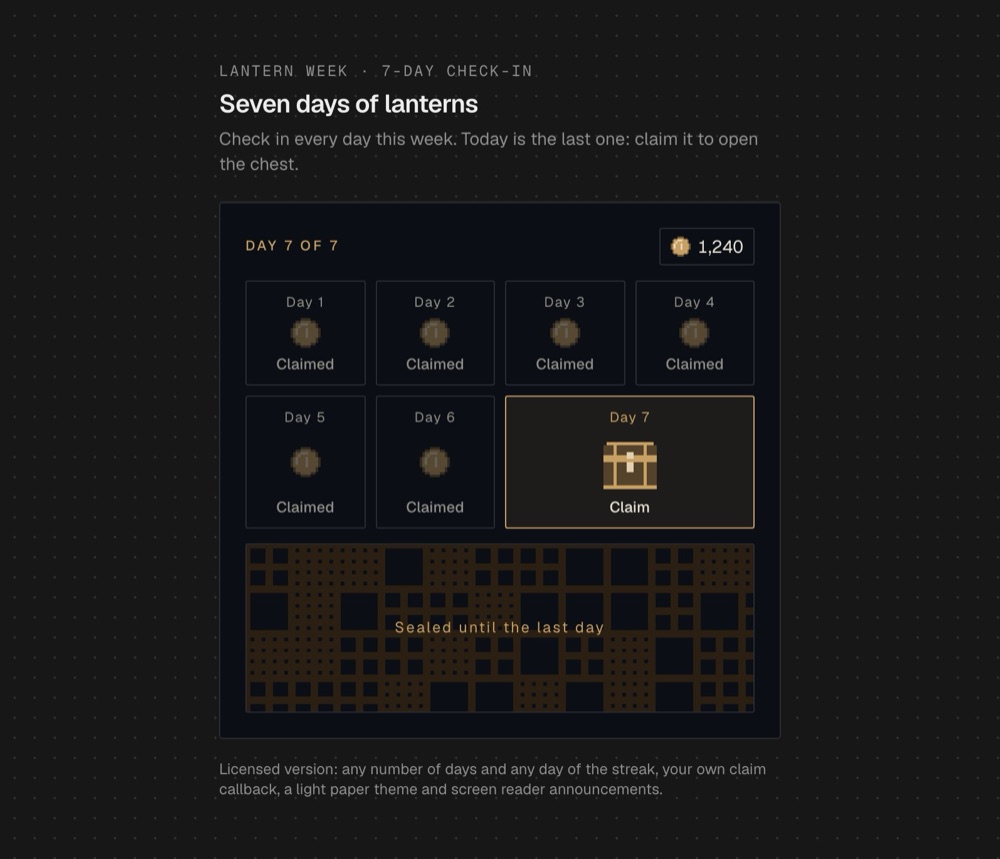 LANTERN WEEK · 7-DAY CHECK-IN
Seven days of lanterns
Check in every day this week. Today is the last one: claim it to open
the chest.
DAY 7 OF 7
1,240
Day 1
Claimed
Day 2
Claimed
Day 3
Claimed
Day 4
Claimed
Day 5
Claimed
Day 6
Claimed
Day 7
Claim
Sealed until the last day
Licensed version: any number of days and any day of the streak, your own claim
callback, a light paper theme and screen reader announcements.